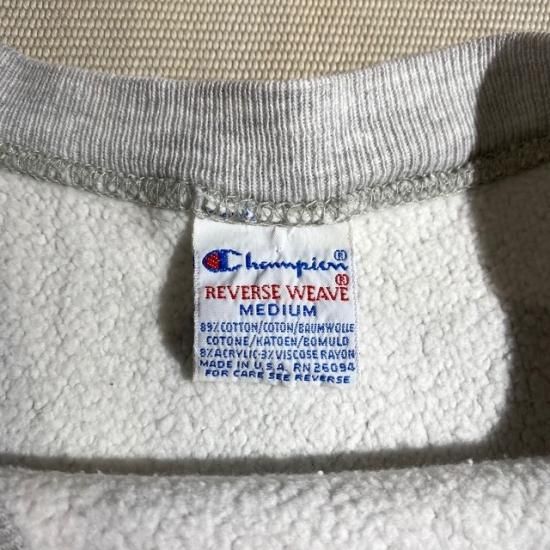 Champion®
REVERSE WEAVE®
MEDIUM
89% COTTON/COTON/BAUMWOLLE
COTONE/KATOEN/BOMULD
8% ACRYLIC-3% VISCOSE RAYON
MADE IN U.S.A. RN 26094
FOR CARE SEE REVERSE